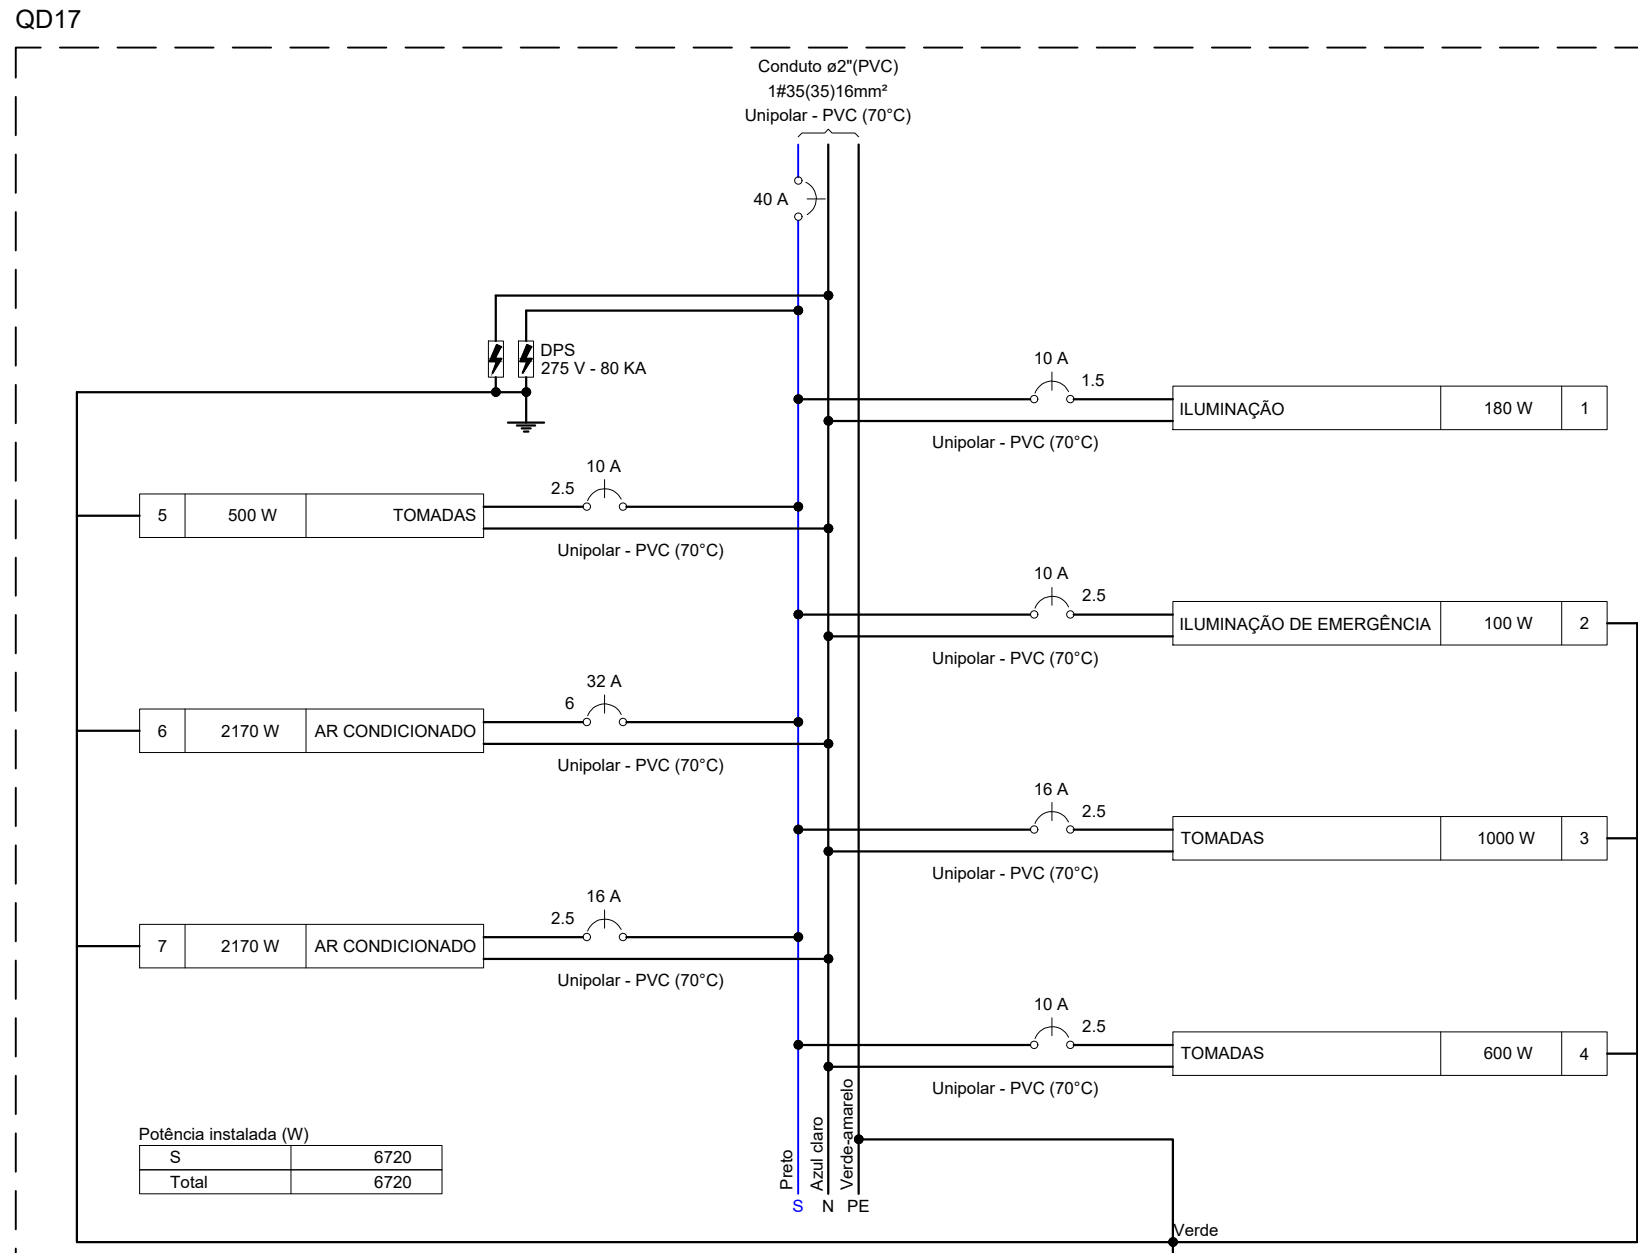 QD17
Conduto ø2"(PVC)
1#35(35)16mm²
Unipolar - PVC (70°C)
40 A
DPS
275 V - 80 KA
10 A
1.5
ILUMINAÇÃO 180 W 1
Unipolar - PVC (70°C)
10 A
2.5
5 500 W TOMADAS
Unipolar - PVC (70°C)
10 A
2.5
ILUMINAÇÃO DE EMERGÊNCIA 100 W 2
Unipolar - PVC (70°C)
32 A
6
6 2170 W AR CONDICIONADO
Unipolar - PVC (70°C)
16 A
2.5
TOMADAS 1000 W 3
Unipolar - PVC (70°C)
16 A
2.5
7 2170 W AR CONDICIONADO
Unipolar - PVC (70°C)
10 A
2.5
TOMADAS 600 W 4
Unipolar - PVC (70°C)
Potência instalada (W)
S 6720
Total 6720
Preto
Azul claro
Verde-amarelo
S N PE
Verde